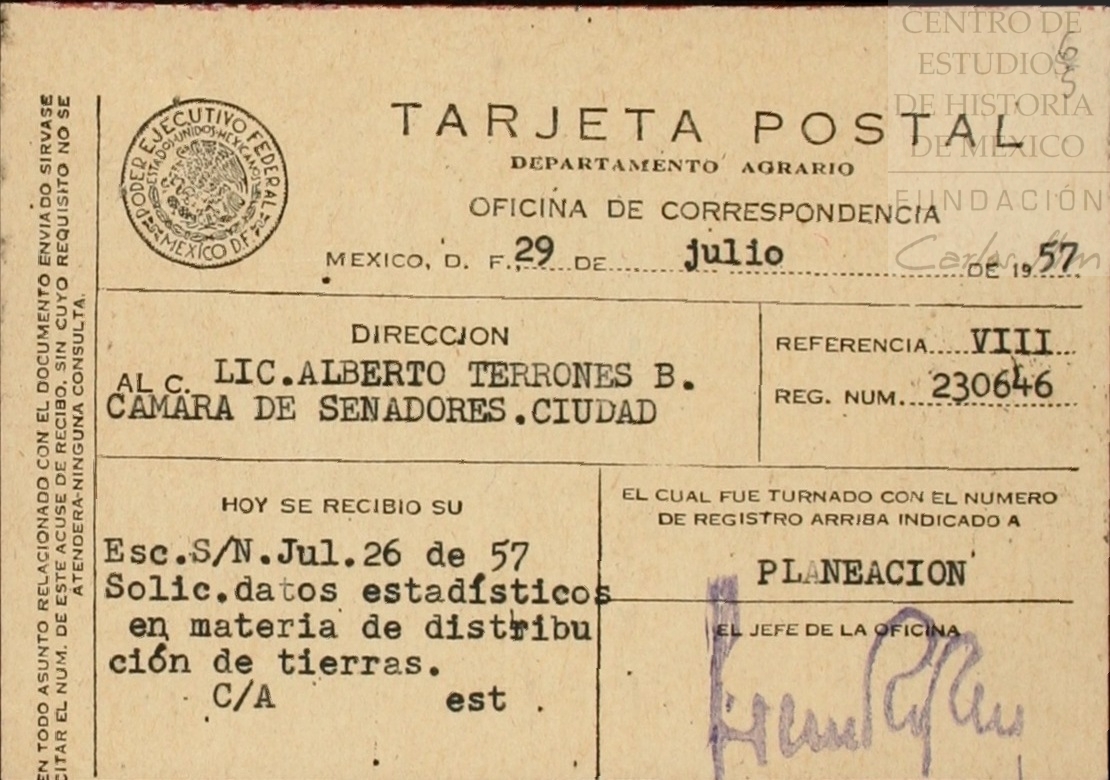 CENTRO DE
ESTUDIOS
DE HISTORIA
DE MEXICO
FUNDACIÓN
Carlos Slim
65
PODER EJECUTIVO FEDERAL
ESTADOS UNIDOS MEXICANOS
MEXICO D.F.
TARJETA POSTAL
DEPARTAMENTO AGRARIO
OFICINA DE CORRESPONDENCIA
MEXICO, D. F., 29 DE julio DE 1957
DIRECCION
AL C. LIC.ALBERTO TERRONES B.
CAMARA DE SENADORES.CIUDAD
REFERENCIA VIII
REG. NUM. 230646
HOY SE RECIBIO SU
Esc.S/N.Jul.26 de 57
Solic.datos estadísticos
en materia de distribu
ción de tierras.
C/A est .
EL CUAL FUE TURNADO CON EL NUMERO
DE REGISTRO ARRIBA INDICADO A
PLANEACION
EL JEFE DE LA OFICINA
EN TODO ASUNTO RELACIONADO CON EL DOCUMENTO ENVIADO SIRVASE
CITAR EL NUM. DE ESTE ACUSE DE RECIBO, SIN CUYO REQUISITO NO SE
ATENDERA NINGUNA CONSULTA.